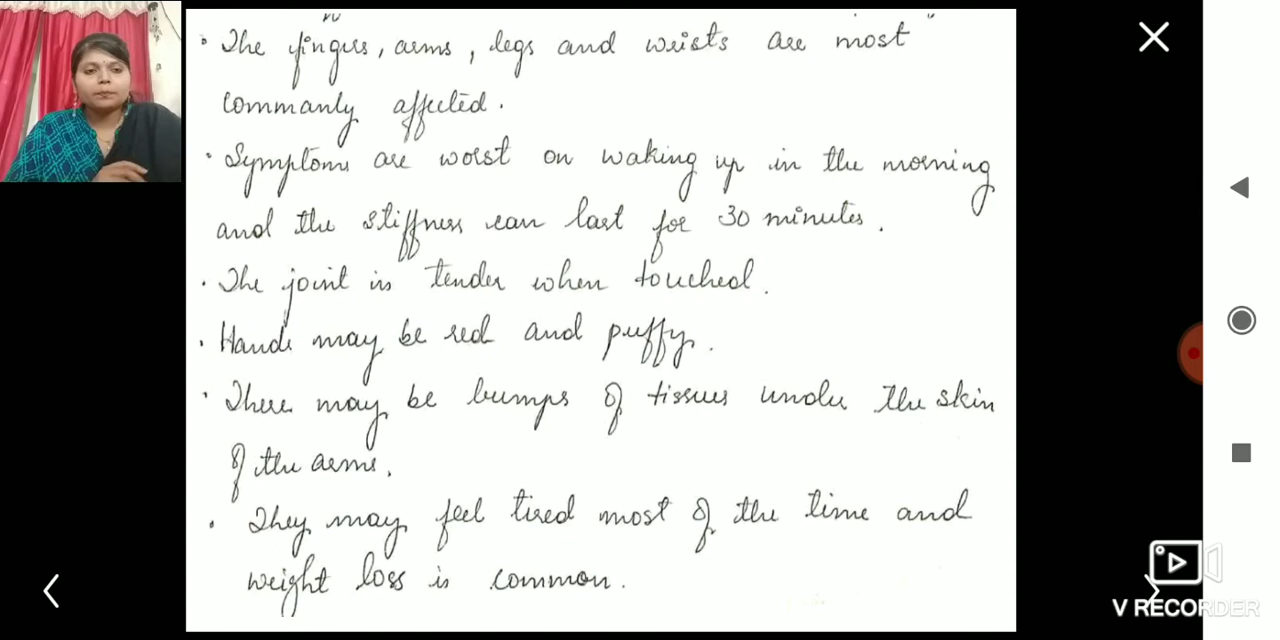 • The fingers, arms, legs and wrists are most
commanly affected.
• Symptoms are worst on waking up in the morning
and the stiffness can last for 30 minutes.
• The joint is tender when touched.
• Hands may be red and puffy.
• There may be bumps of tissues under the skin
of the arms.
• They may feel tired most of the time and
weight loss is common.
V RECORDER